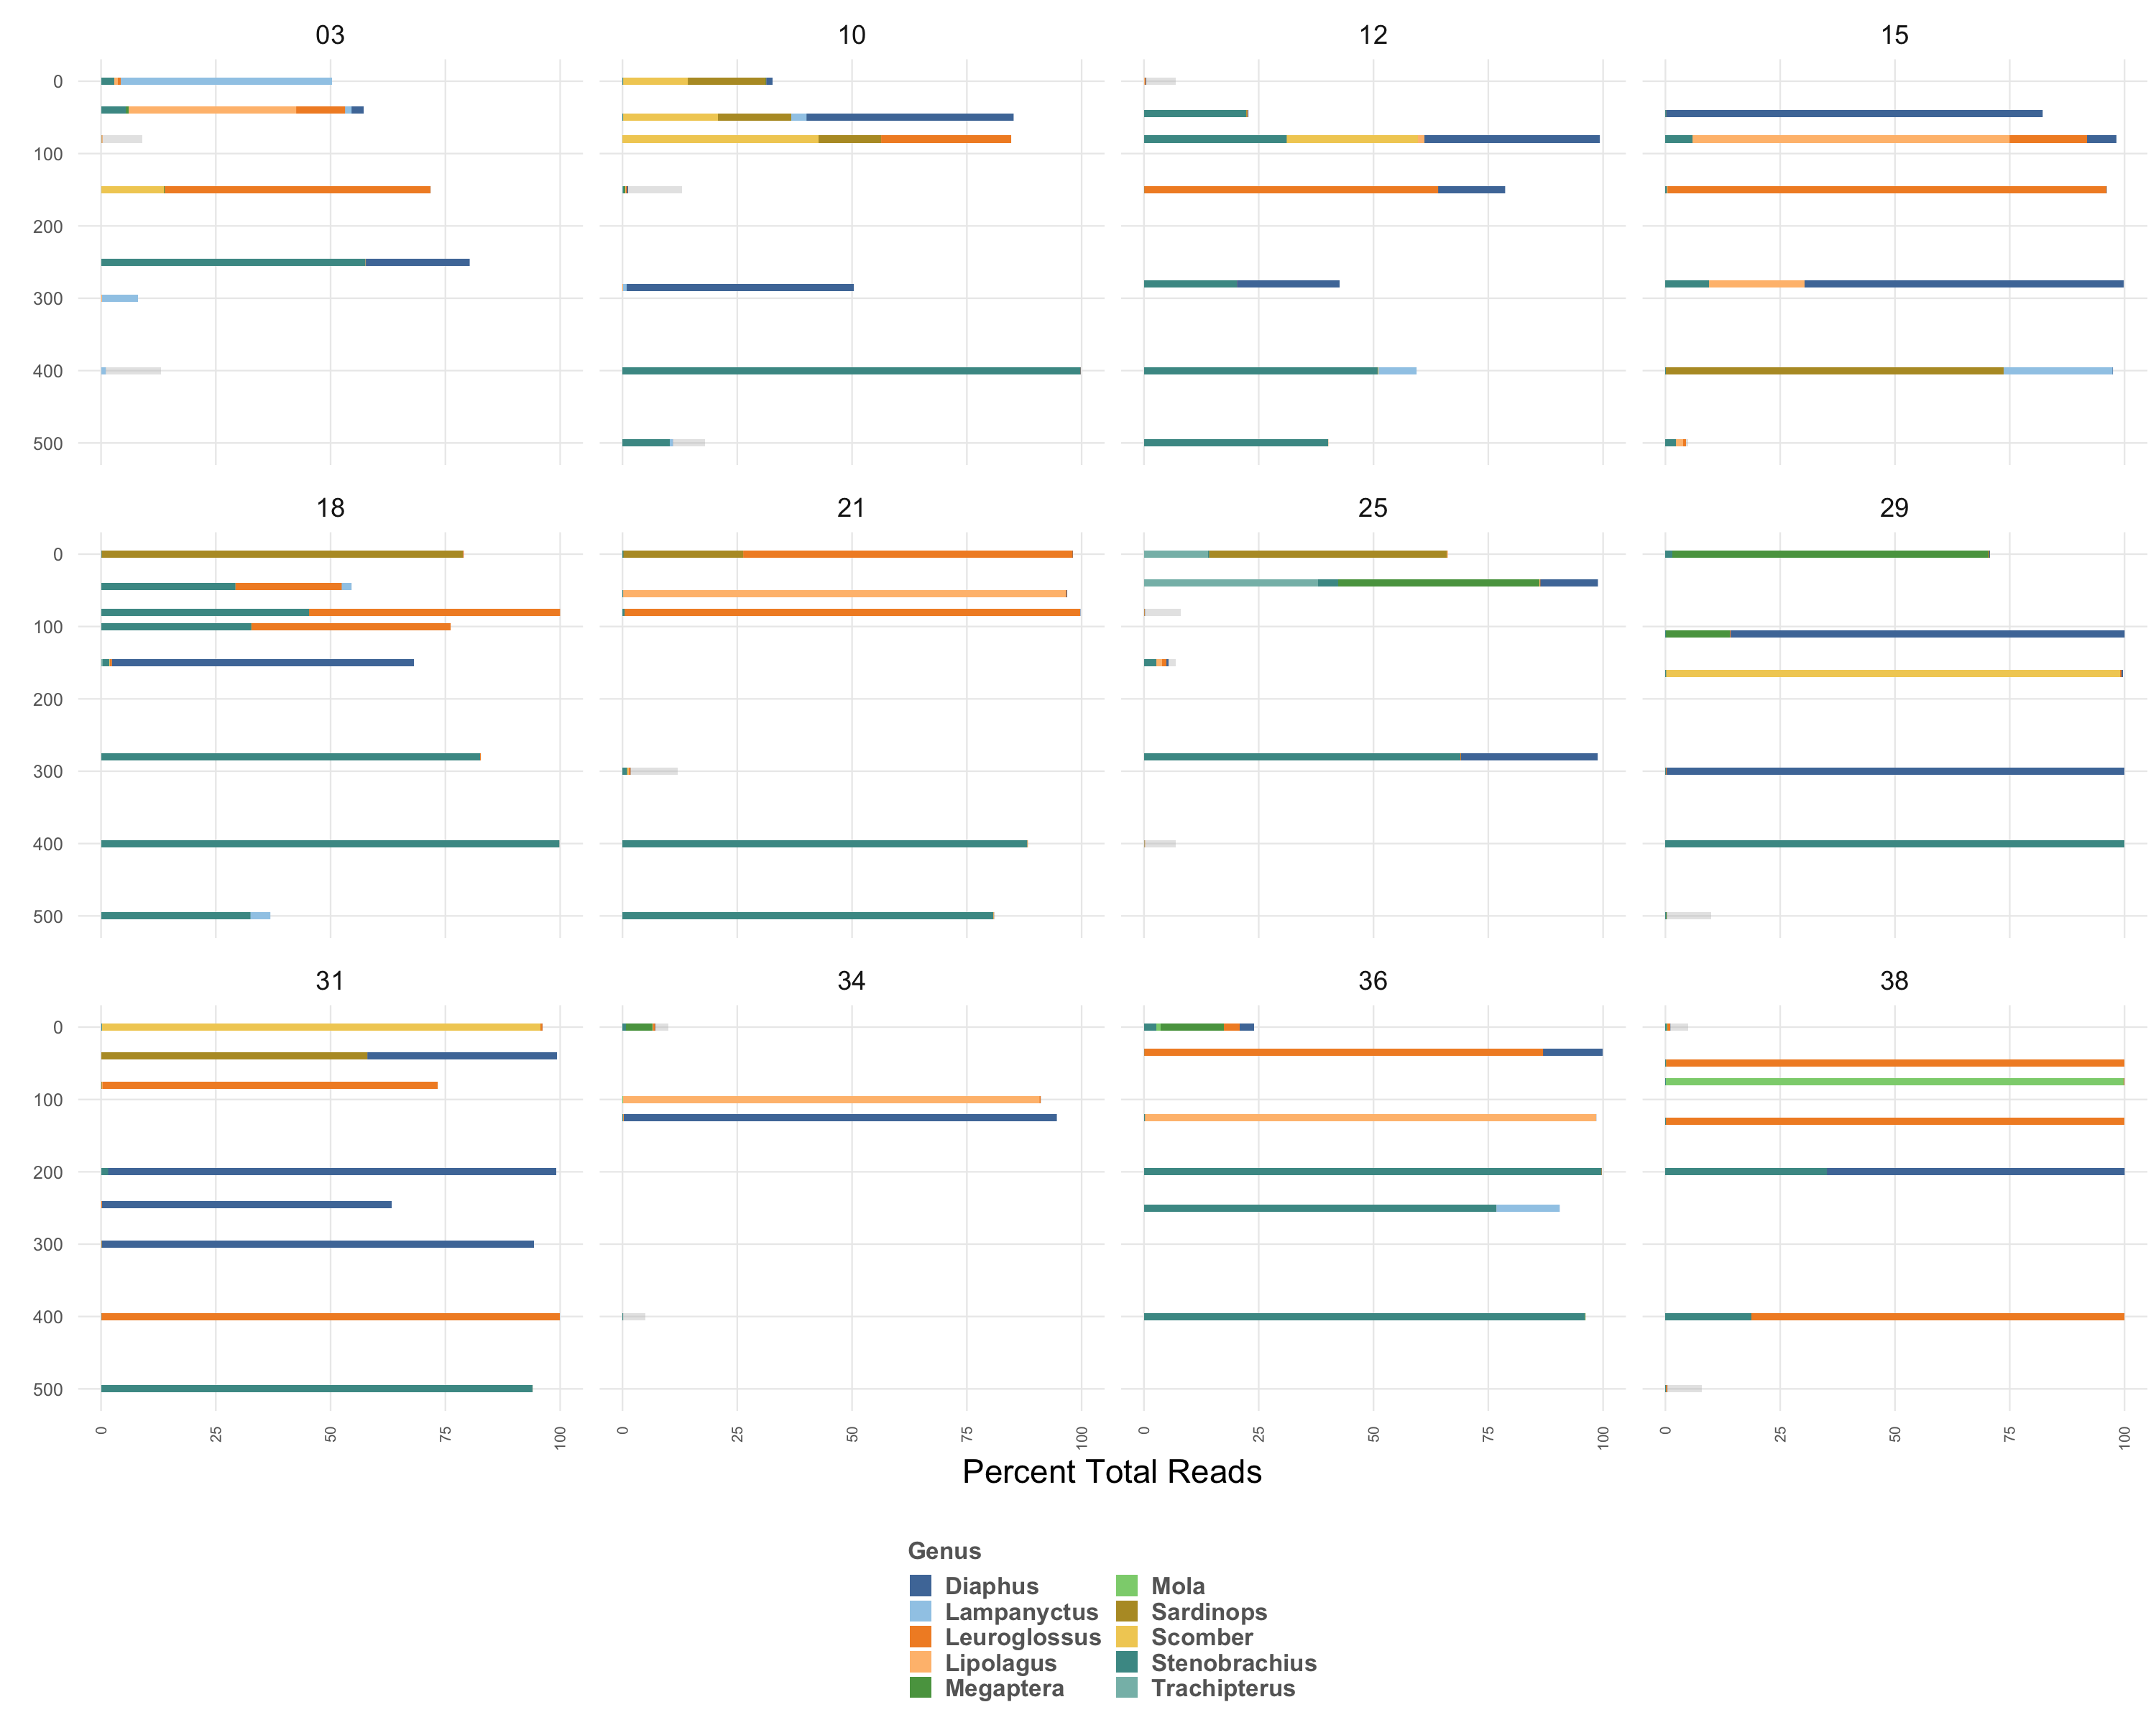 03 10 12 15
0
100
200
300
400
500
18 21 25 29
0
100
200
300
400
500
31 34 36 38
0
100
200
300
400
500
0 25 50 75 100 0 25 50 75 100 0 25 50 75 100 0 25 50 75 100
Percent Total Reads
Genus
Diaphus Mola
Lampanyctus Sardinops
Leuroglossus Scomber
Lipolagus Stenobrachius
Megaptera Trachipterus